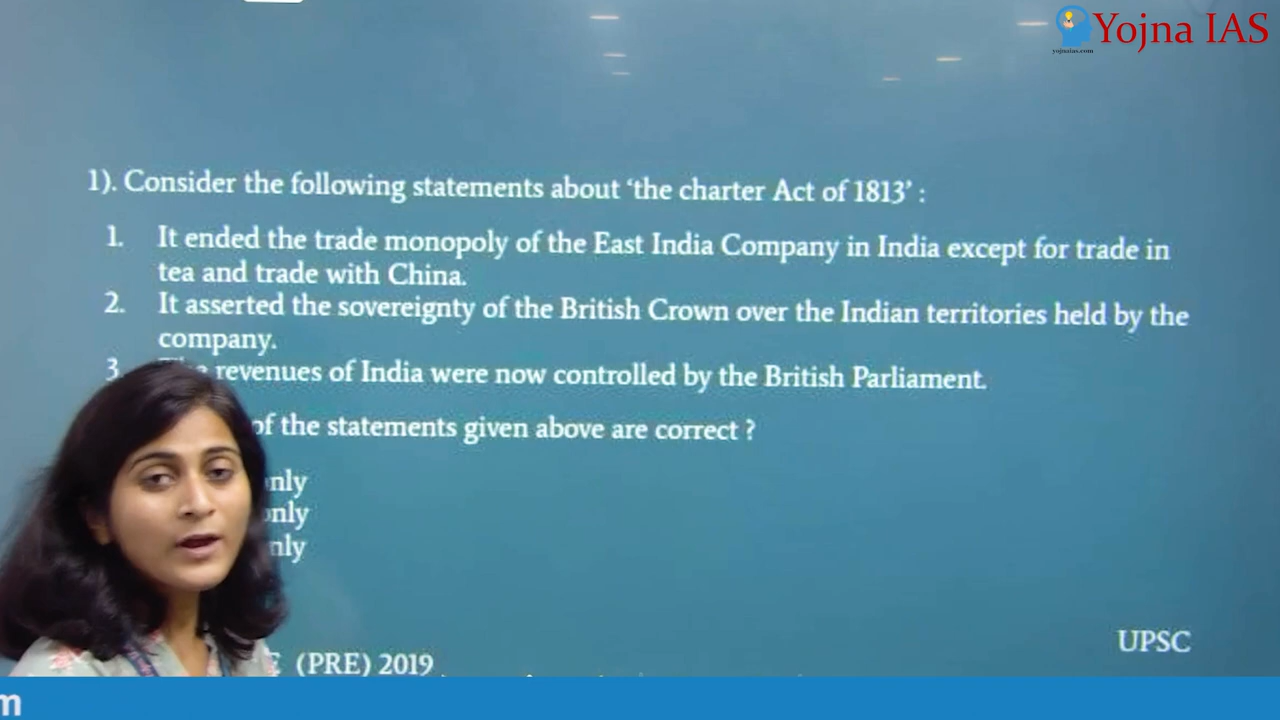 Yojna IAS
yojnaias.com
1). Consider the following statements about ‘the charter Act of 1813’ :
1. It ended the trade monopoly of the East India Company in India except for trade in
tea and trade with China.
2. It asserted the sovereignty of the British Crown over the Indian territories held by the
company.
3. revenues of India were now controlled by the British Parliament.
of the statements given above are correct ?
only
UPSC
(PRE) 2019